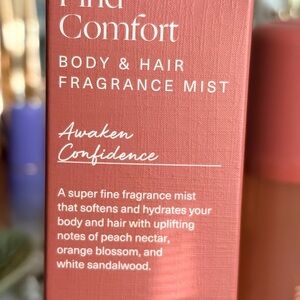 Find
Comfort
BODY & HAIR
FRAGRANCE MIST
Awaken
Confidence
A super fine fragrance mist
that softens and hydrates your
body and hair with uplifting
notes of peach nectar,
orange blossom, and
white sandalwood.